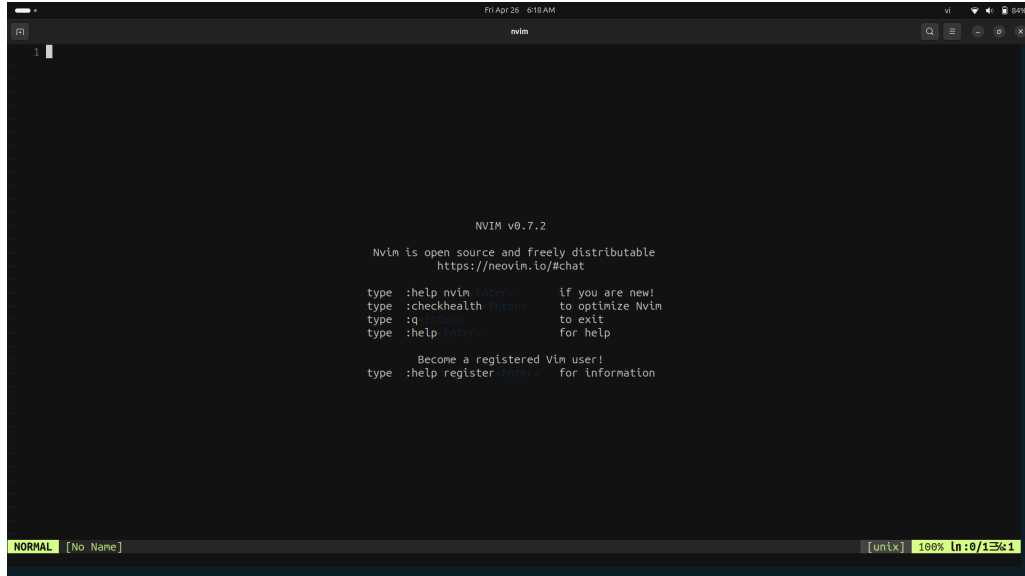 Fri Apr 26 6:18 AM
vi
84%
nvim
1
NVIM v0.7.2
Nvim is open source and freely distributable
https://neovim.io/#chat
type :help nvim<Enter> if you are new!
type :checkhealth<Enter> to optimize Nvim
type :q<Enter> to exit
type :help<Enter> for help
Become a registered Vim user!
type :help register<Enter> for information
NORMAL [No Name] [unix] 100% ln:0/1